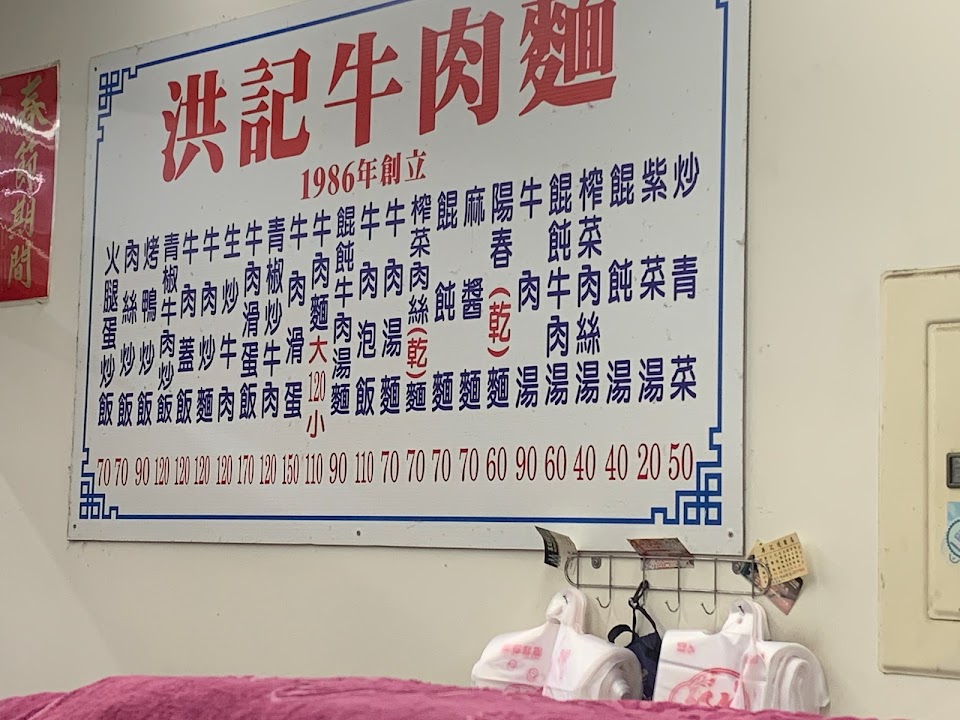 春節期間
洪記牛肉麵
1986年創立
炒青菜
紫菜湯
餛飩湯
榨菜肉絲湯
餛飩牛肉湯
牛肉湯
陽春(乾)麵
麻醬麵
餛飩麵
榨菜肉絲(乾)麵
牛肉湯麵
牛肉泡飯
餛飩牛肉湯麵
牛肉麵大120小
牛肉滑蛋
青椒炒牛肉
牛肉滑蛋飯
生炒牛肉
牛肉炒麵
牛肉蓋飯
青椒牛肉炒飯
烤鴨炒飯
肉絲炒飯
火腿蛋炒飯
70 70 90 120 120 120 120 170 120 150 110 90 110 70 70 70 70 60 90 60 40 40 20 50